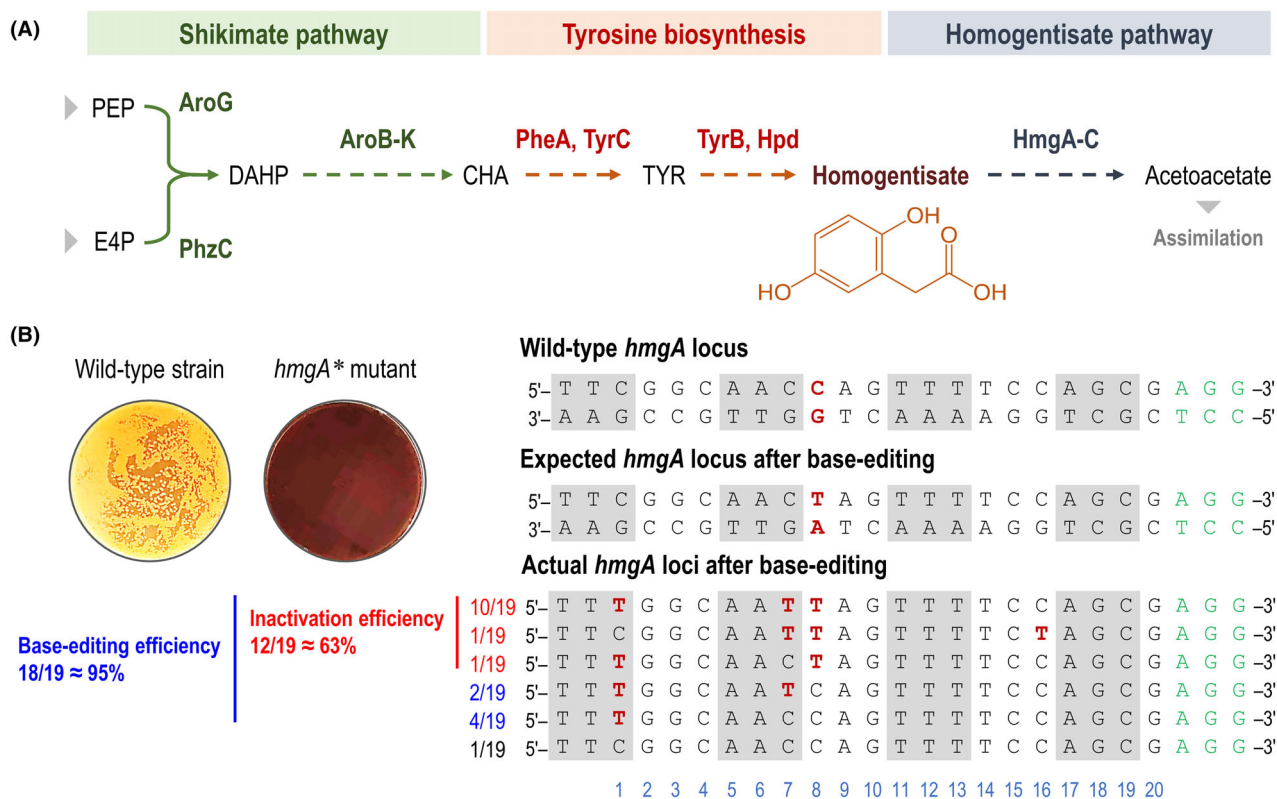 (A)
Shikimate pathway
Tyrosine biosynthesis
Homogentisate pathway
PEP
AroG
AroB-K
PheA, TyrC
TyrB, Hpd
HmgA-C
DAHP
CHA
TYR
Homogentisate
Acetoacetate
E4P
PhzC
Assimilation
OH
O
HO
OH
(B)
Wild-type strain
hmgA* mutant
Wild-type hmgA locus
5'– T T C G G C A A C C A G T T T T C C A G C G A G G –3'
3'– A A G C C G T T G G T C A A A A G G T C G C T C C –5'
Expected hmgA locus after base-editing
5'– T T C G G C A A C T A G T T T T C C A G C G A G G –3'
3'– A A G C C G T T G A T C A A A A G G T C G C T C C –5'
Actual hmgA loci after base-editing
10/19 5'– T T T G G C A A T T A G T T T T C C A G C G A G G –3'
1/19 5'– T T C G G C A A T T A G T T T T C T A G C G A G G –3'
1/19 5'– T T T G G C A A C T A G T T T T C C A G C G A G G –3'
2/19 5'– T T T G G C A A T C A G T T T T C C A G C G A G G –3'
4/19 5'– T T T G G C A A C C A G T T T T C C A G C G A G G –3'
1/19 5'– T T C G G C A A C C A G T T T T C C A G C G A G G –3'
1 2 3 4 5 6 7 8 9 10 11 12 13 14 15 16 17 18 19 20
Inactivation efficiency
12/19 ≈ 63%
Base-editing efficiency
18/19 ≈ 95%